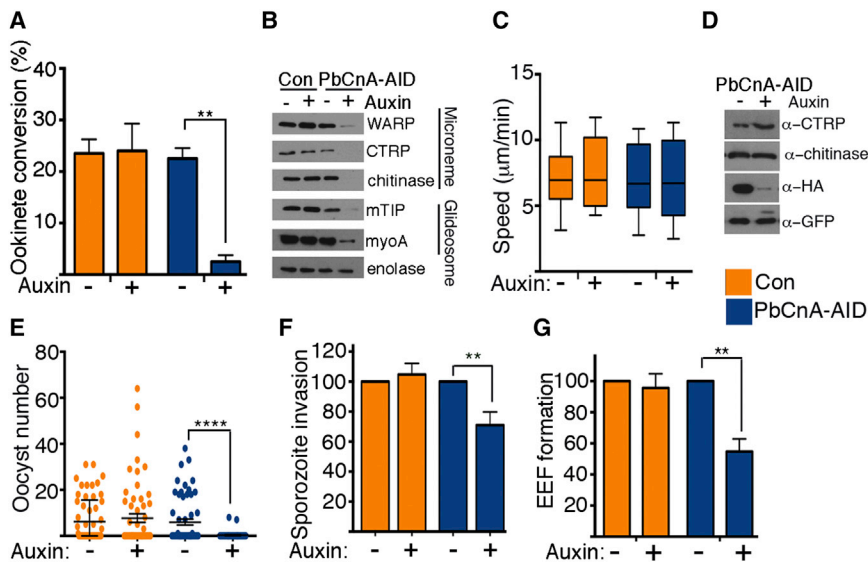 A
Ookinete conversion (%)
40
30
20
10
0
**
Auxin - + - +
B
Con PbCnA-AID
- + - + Auxin
WARP
CTRP
chitinase
mTIP
myoA
enolase
Microneme
Glideosome
C
Speed (μm/min)
15
10
5
0
Auxin: - + - +
D
PbCnA-AID
- + Auxin
α-CTRP
α-chitinase
α-HA
α-GFP
Con
PbCnA-AID
E
Oocyst number
80
60
40
20
****
Auxin: - + - +
F
Sporozoite invasion
120
100
80
60
40
20
**
Auxin: - + - +
G
EEF formation
100
80
60
40
20
**
Auxin: - + - +